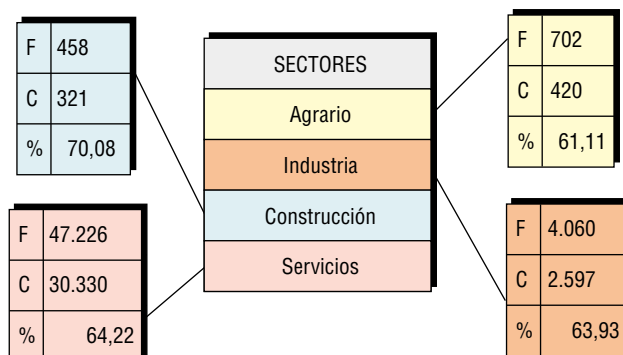 F 458
C 321
% 70,08
SECTORES
Agrario
Industria
Construcción
Servicios
F 702
C 420
% 61,11
F 47.226
C 30.330
% 64,22
F 4.060
C 2.597
% 63,93